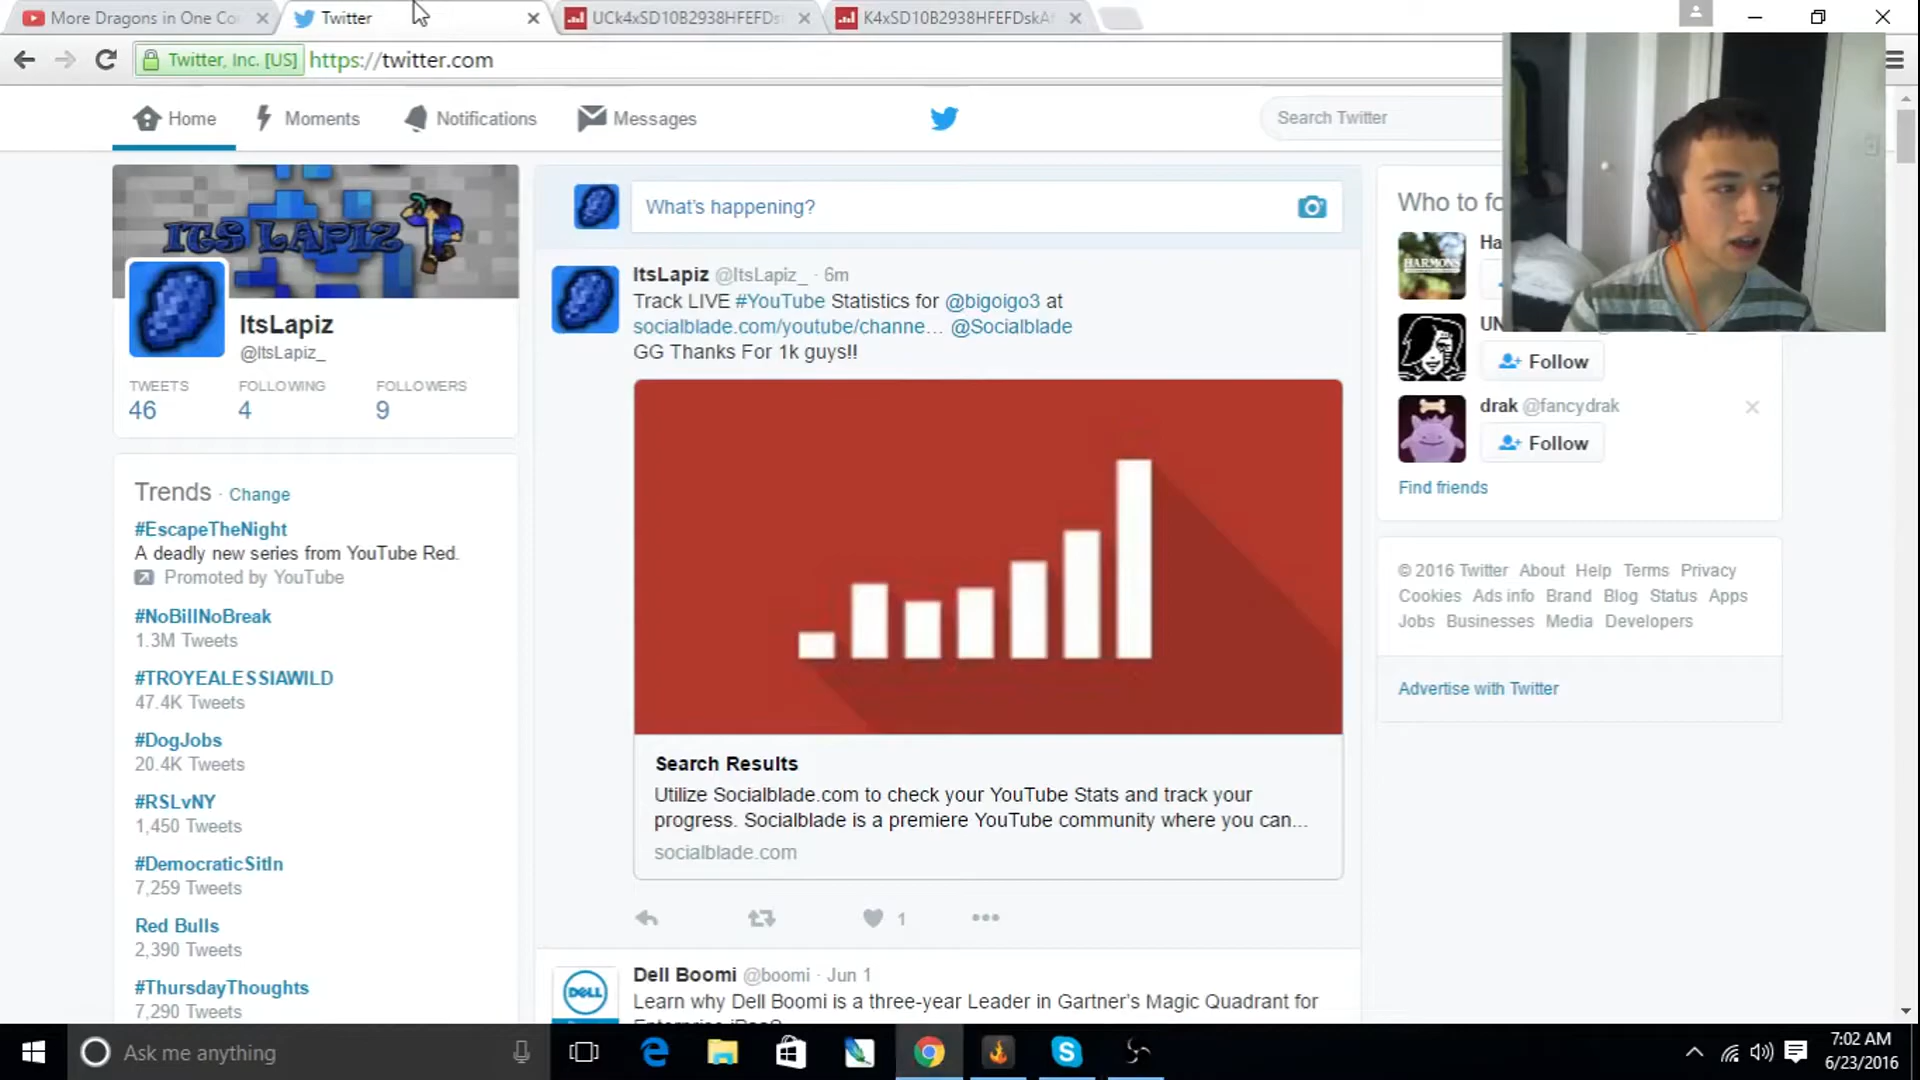 More Dragons in One Co
Twitter
UCk4xSD10B2938HFEFDs
K4xSD10B2938HFEFDskA
Twitter, Inc. [US]
https://twitter.com
Home
Moments
Notifications
Messages
Search Twitter
ITS LAPIZ
ItsLapiz
@ItsLapiz_
TWEETS
FOLLOWING
FOLLOWERS
46
4
9
Trends · Change
#EscapeTheNight
A deadly new series from YouTube Red.
Promoted by YouTube
#NoBillNoBreak
1.3M Tweets
#TROYEALESSIAWILD
47.4K Tweets
#DogJobs
20.4K Tweets
#RSLvNY
1,450 Tweets
#DemocraticSitIn
7,259 Tweets
Red Bulls
2,390 Tweets
#ThursdayThoughts
7,290 Tweets
What's happening?
ItsLapiz @ItsLapiz_ · 6m
Track LIVE #YouTube Statistics for @bigoigo3 at
socialblade.com/youtube/channe… @Socialblade
GG Thanks For 1k guys!!
Search Results
Utilize Socialblade.com to check your YouTube Stats and track your
progress. Socialblade is a premiere YouTube community where you can...
socialblade.com
1
Dell Boomi @boomi · Jun 1
DELL
Learn why Dell Boomi is a three-year Leader in Gartner's Magic Quadrant for
Who to fo
Ha
HARMONS
UN
Follow
drak @fancydrak
Follow
Find friends
© 2016 Twitter About Help Terms Privacy
Cookies Ads info Brand Blog Status Apps
Jobs Businesses Media Developers
Advertise with Twitter
Ask me anything
7:02 AM
6/23/2016